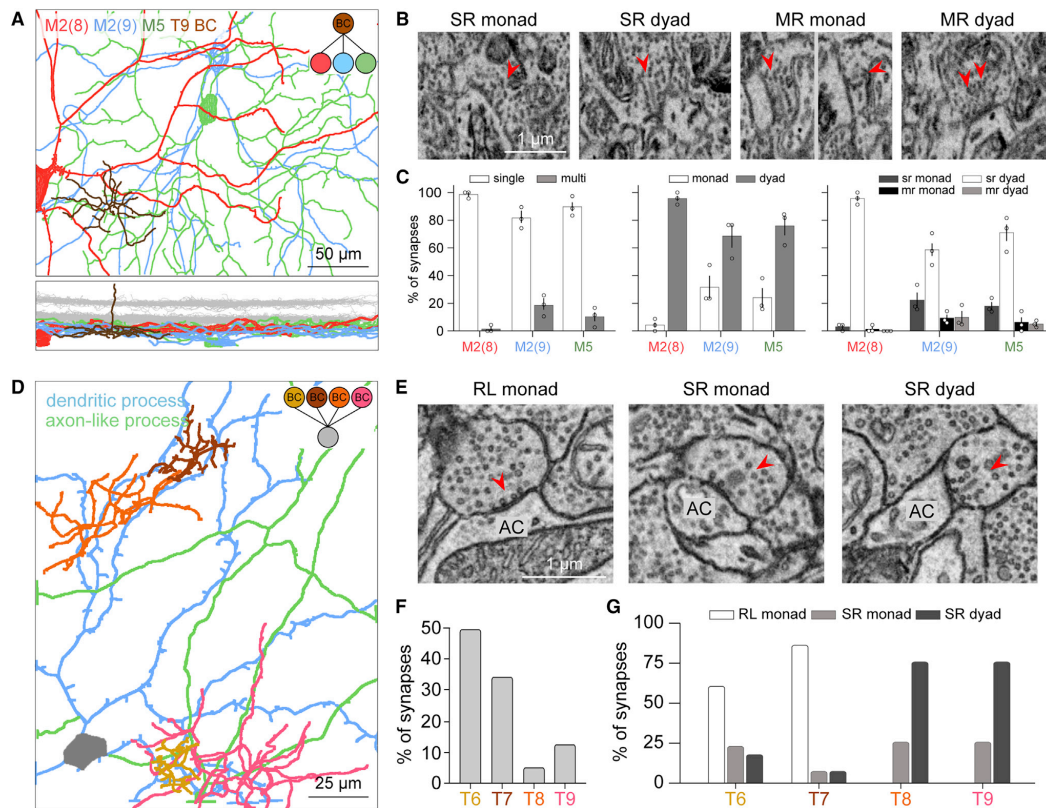 A
M2(8) M2(9) M5 T9 BC
BC
50 µm
B
SR monad SR dyad MR monad MR dyad
1 µm
C
single multi
monad dyad
sr monad sr dyad
mr monad mr dyad
% of synapses
100
80
60
40
20
0
M2(8) M2(9) M5
M2(8) M2(9) M5
M2(8) M2(9) M5
D
dendritic process
axon-like process
BC BC BC BC
25 µm
E
RL monad SR monad SR dyad
AC
AC
AC
1 µm
F
% of synapses
50
40
30
20
10
0
T6 T7 T8 T9
G
RL monad SR monad SR dyad
% of synapses
100
75
50
25
0
T6 T7 T8 T9